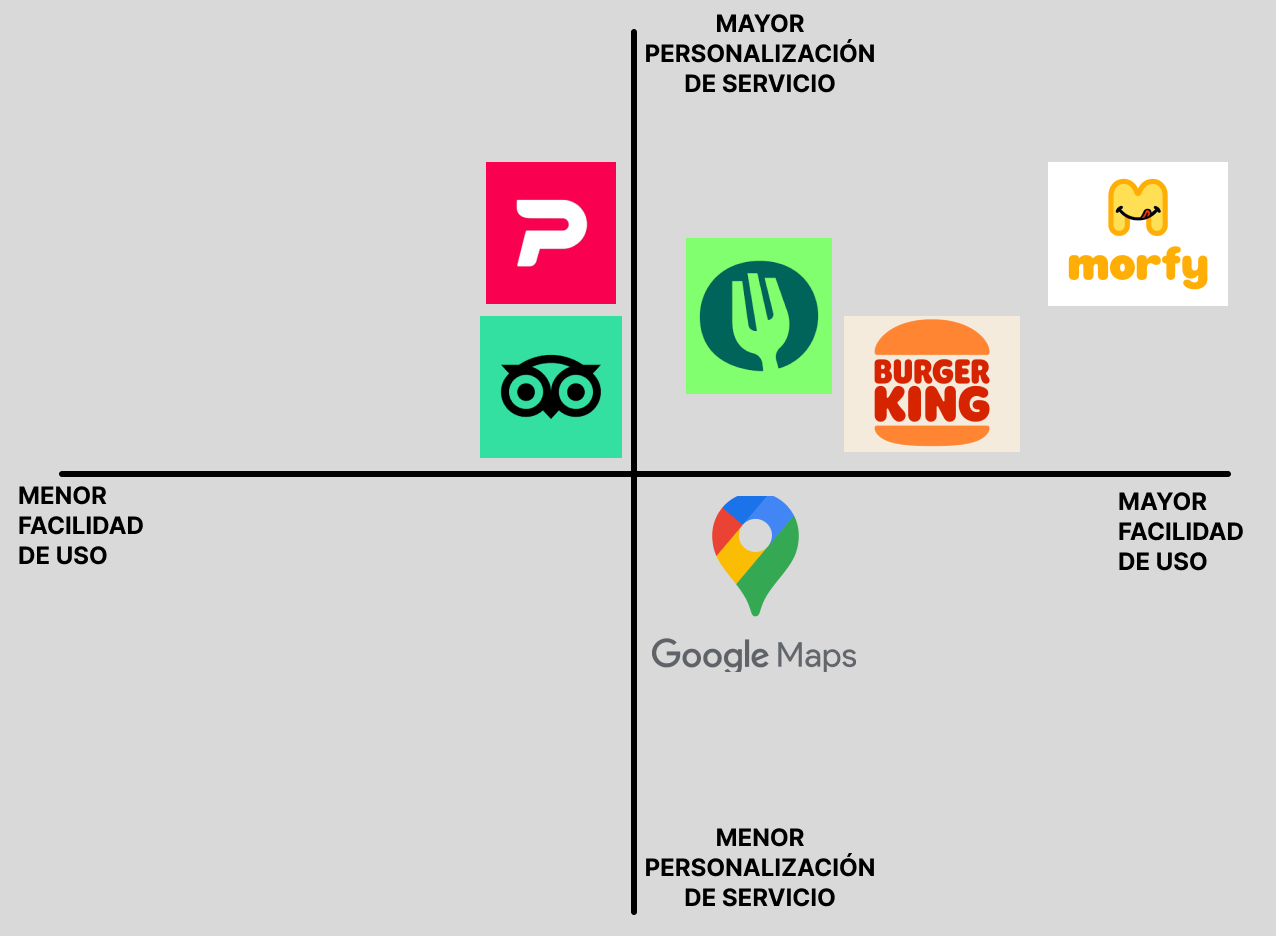 MAYOR
PERSONALIZACIÓN
DE SERVICIO
morfy
BURGER
KING
MENOR
FACILIDAD
DE USO
MAYOR
FACILIDAD
DE USO
Google Maps
MENOR
PERSONALIZACIÓN
DE SERVICIO